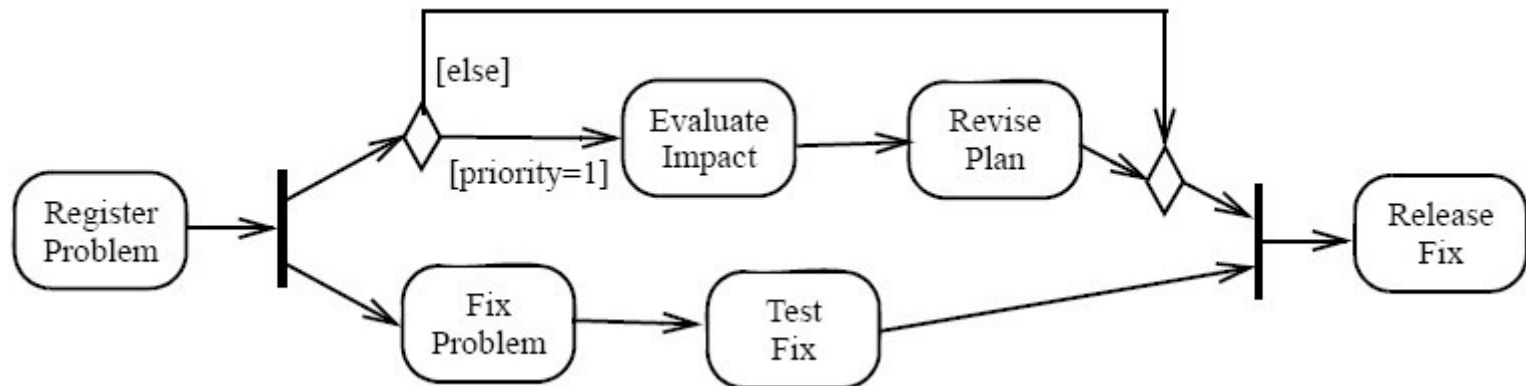 [else]
Evaluate
Impact
Revise
Plan
[priority=1]
Register
Problem
Release
Fix
Fix
Problem
Test
Fix